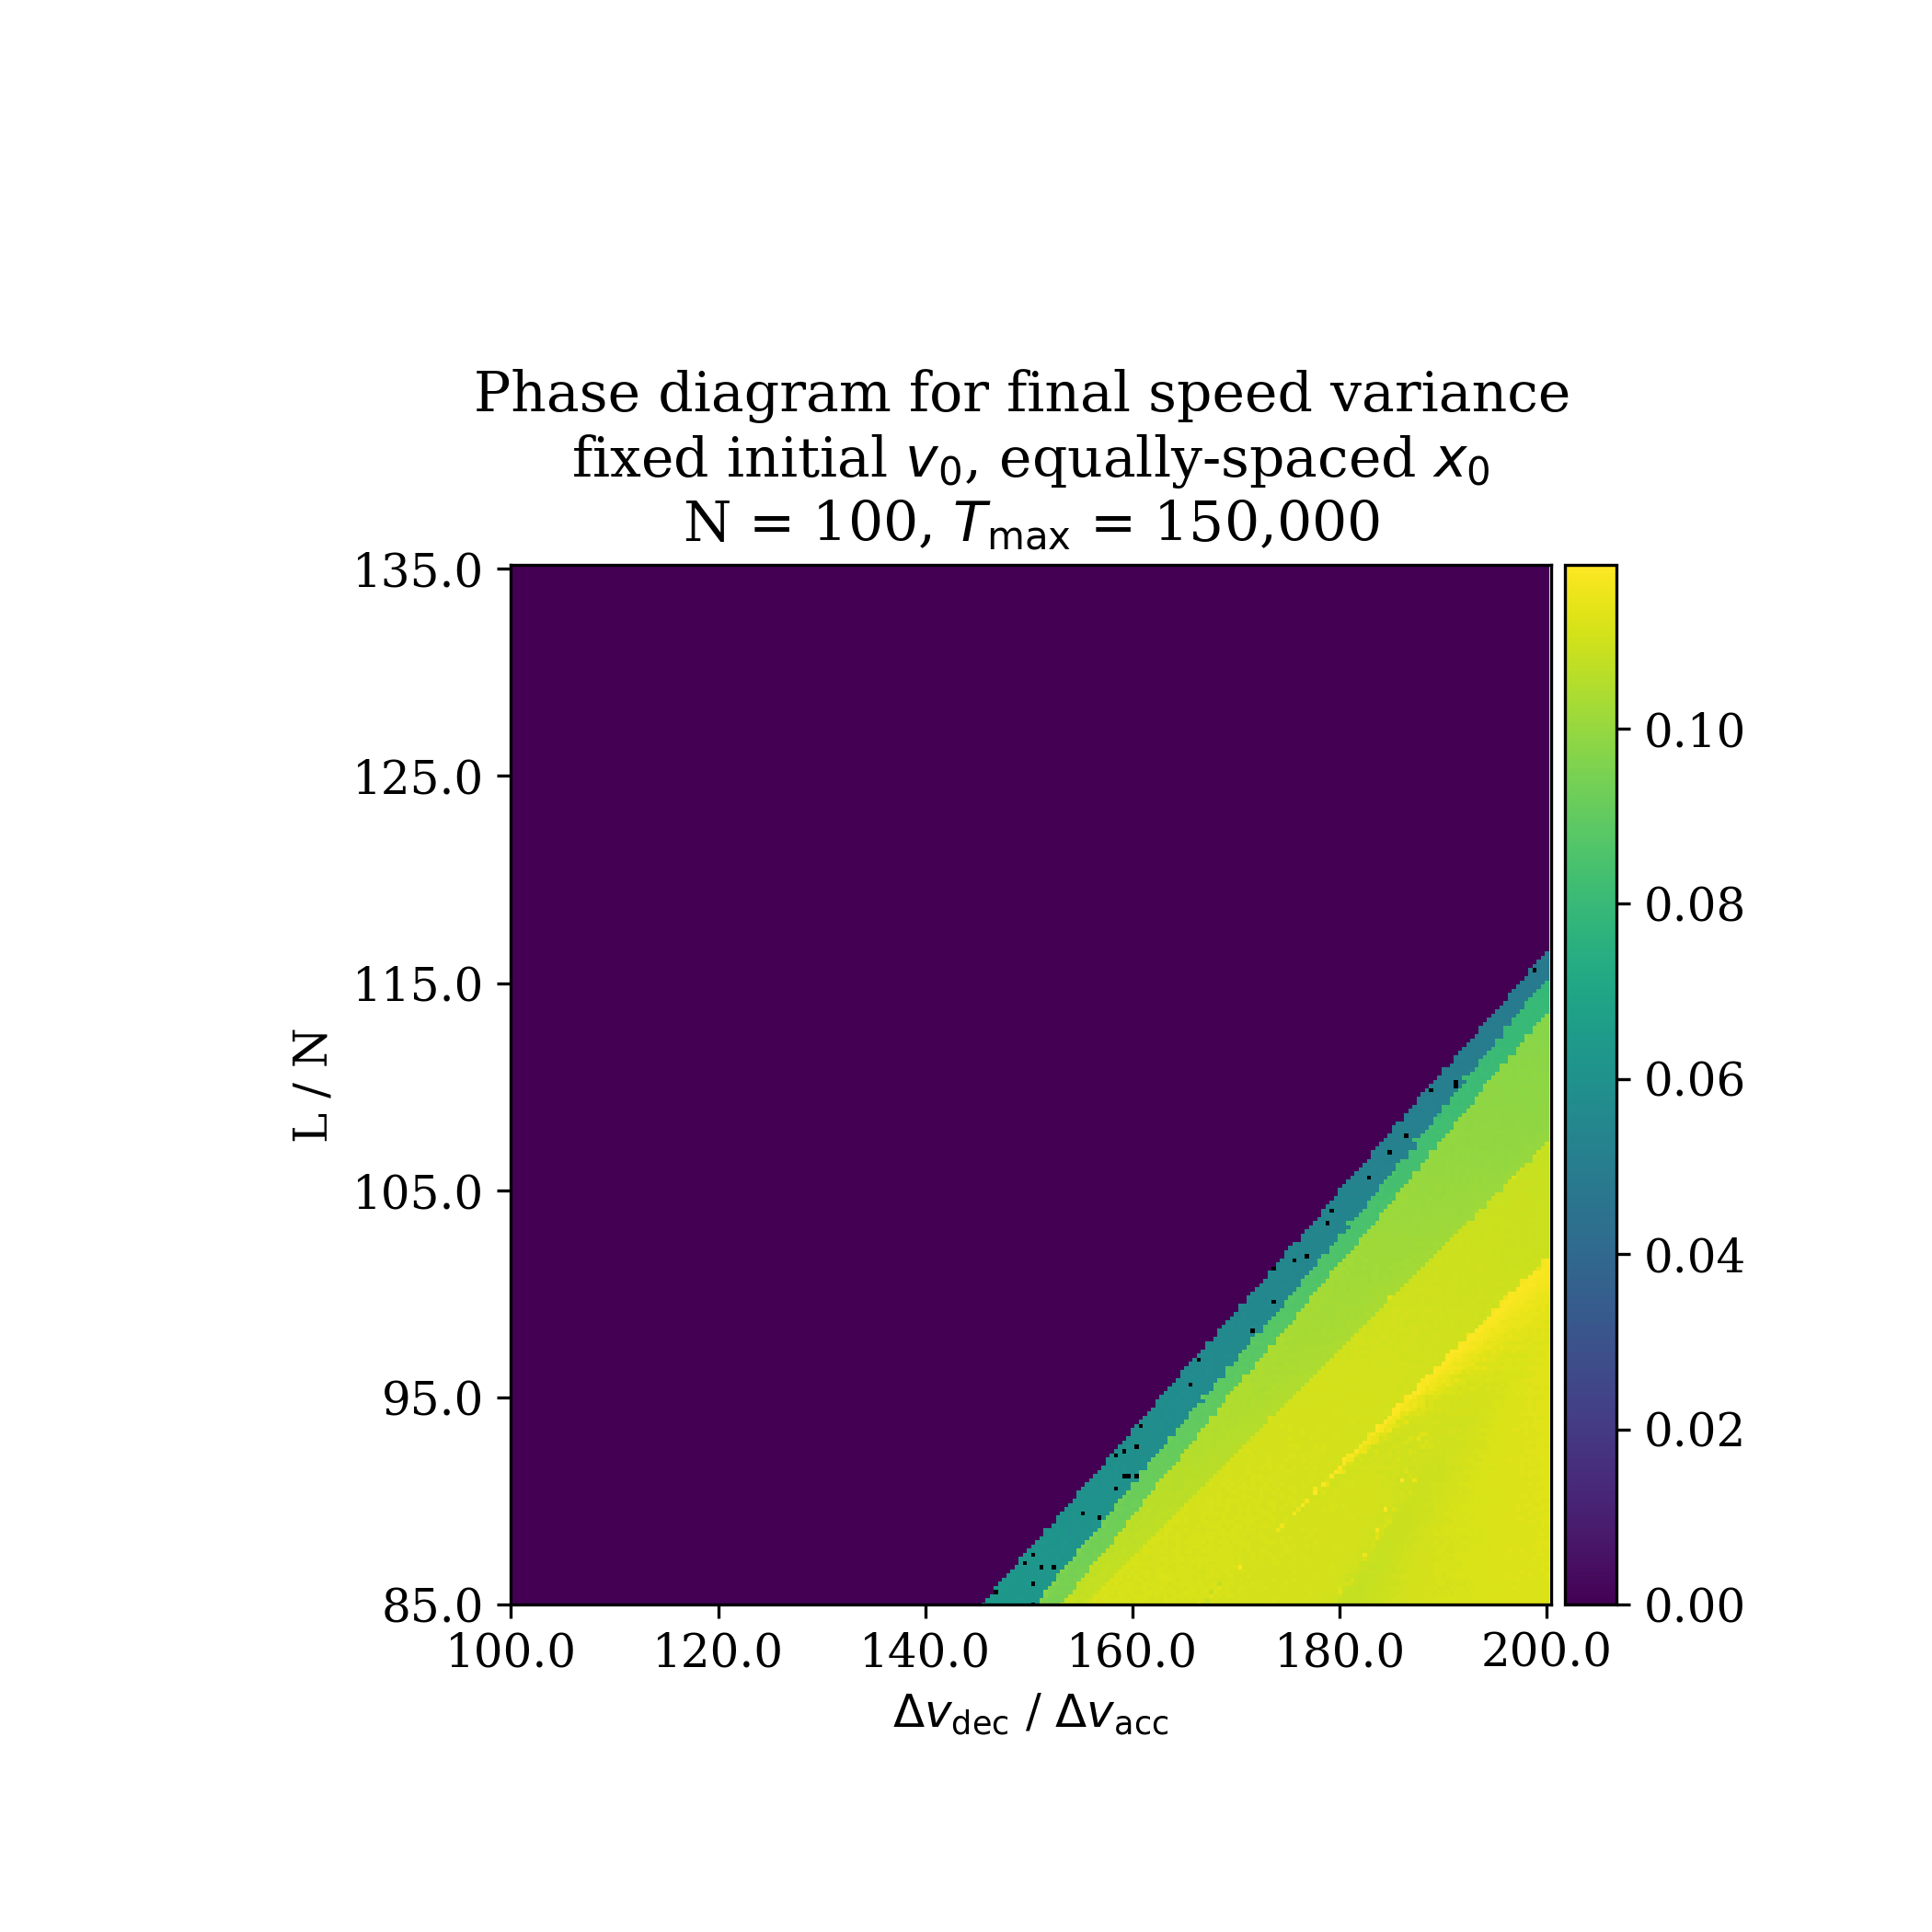 Phase diagram for final speed variance
fixed initial v₀, equally-spaced x₀
N = 100, Tₘₐₓ = 150,000
135.0
125.0
115.0
105.0
95.0
85.0
L / N
100.0 120.0 140.0 160.0 180.0 200.0
Δv_dec / Δv_acc
0.10
0.08
0.06
0.04
0.02
0.00